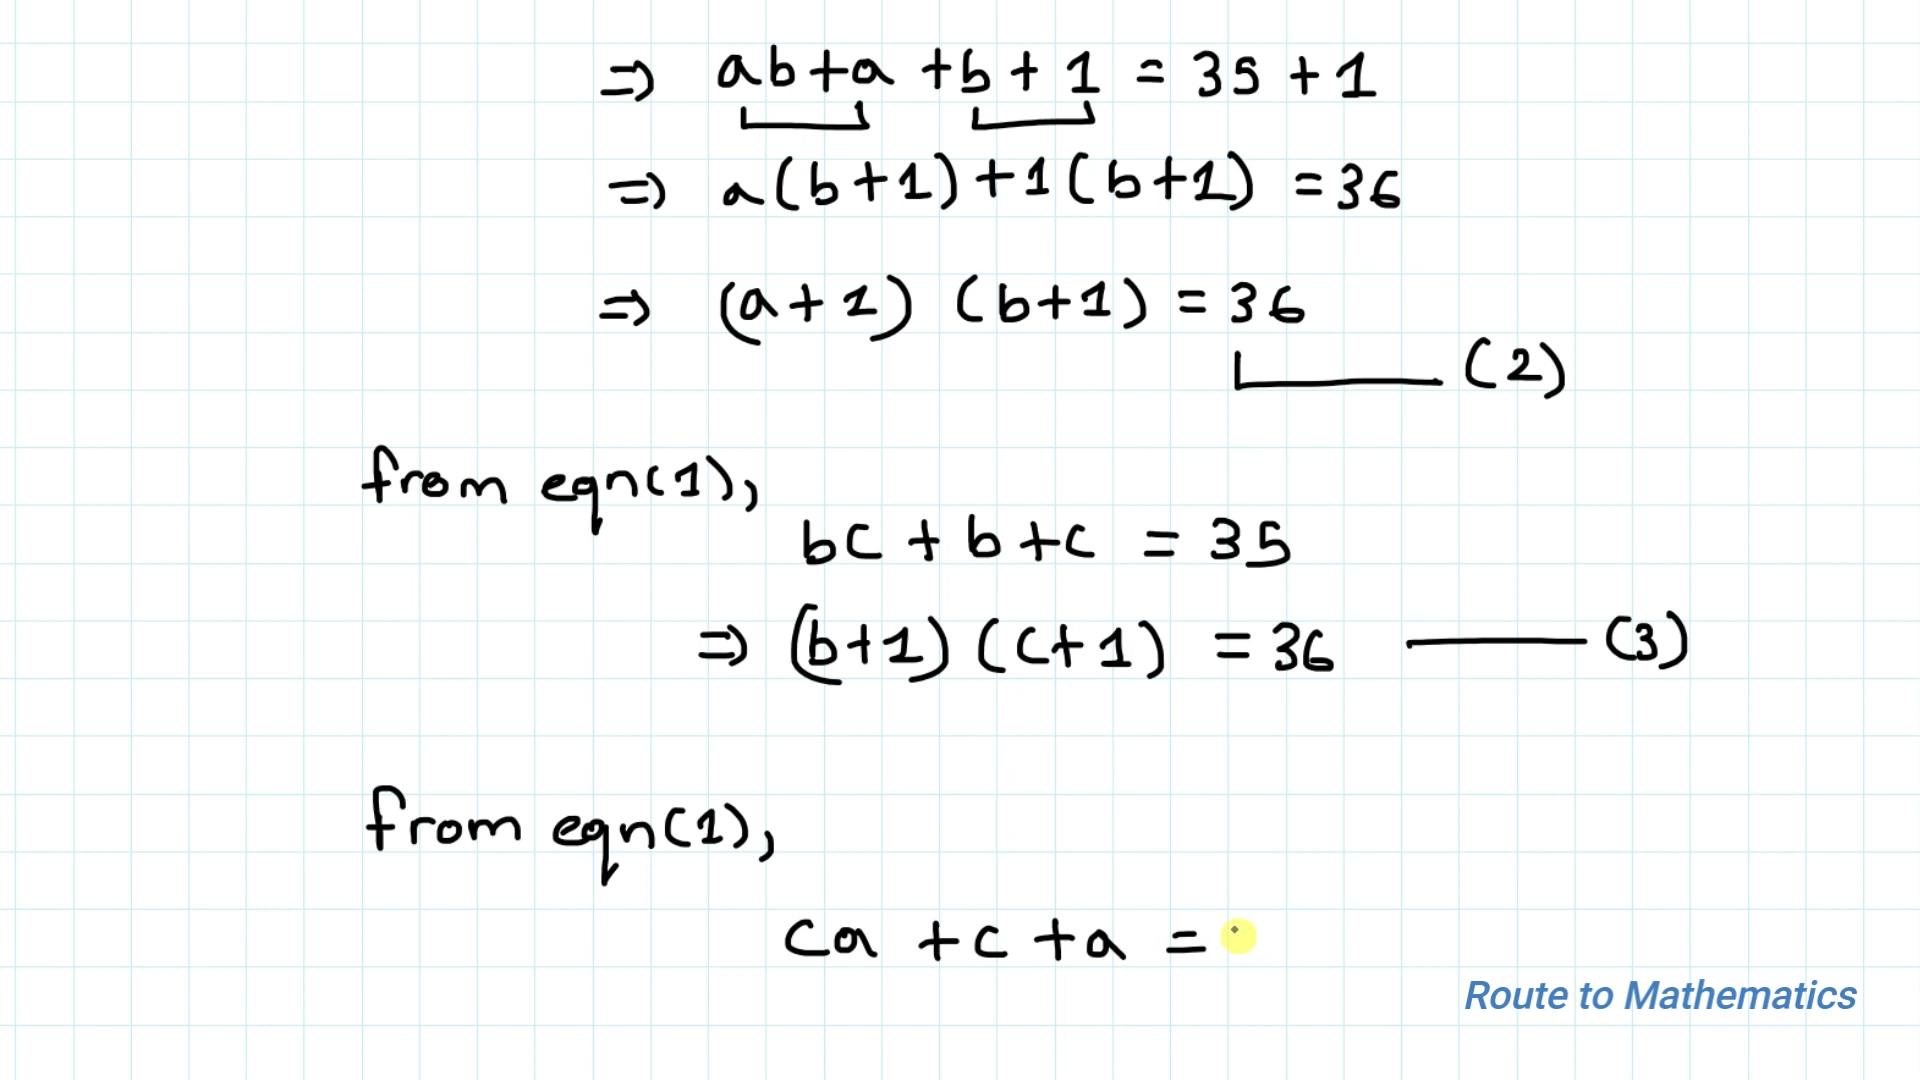 ⇒ ab+a+b+1 = 35+1
⇒ a(b+1)+1(b+1) = 36
⇒ (a+1)(b+1) = 36
(2)
from eqn(1),
bc+b+c = 35
⇒ (b+1)(c+1) = 36 —— (3)
from eqn(1),
ca+c+a =
Route to Mathematics